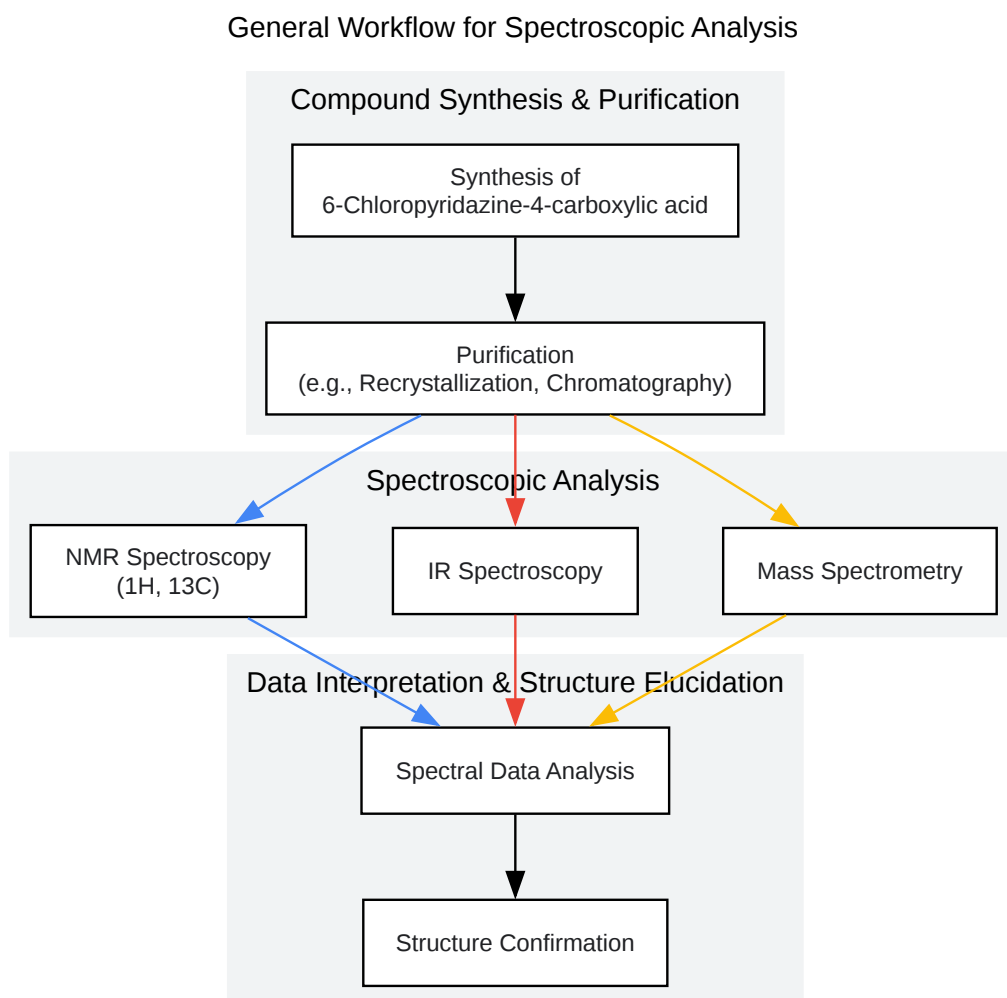 General Workflow for Spectroscopic Analysis
Compound Synthesis & Purification
Synthesis of
6-Chloropyridazine-4-carboxylic acid
Purification
(e.g., Recrystallization, Chromatography)
Spectroscopic Analysis
NMR Spectroscopy
(1H, 13C)
IR Spectroscopy
Mass Spectrometry
Data Interpretation & Structure Elucidation
Spectral Data Analysis
Structure Confirmation